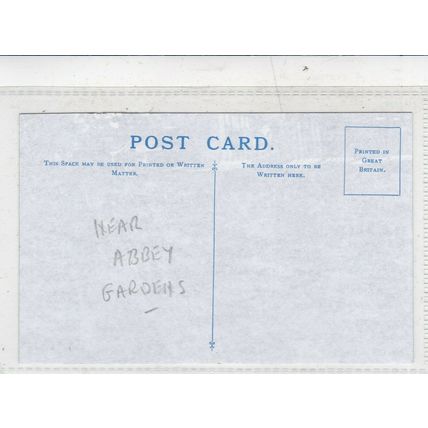 POST CARD.
THIS SPACE MAY BE USED FOR PRINTED OR WRITTEN
MATTER.
THE ADDRESS ONLY TO BE
WRITTEN HERE.
PRINTED IN
GREAT
BRITAIN.
NEAR
ABBEY
GARDENS